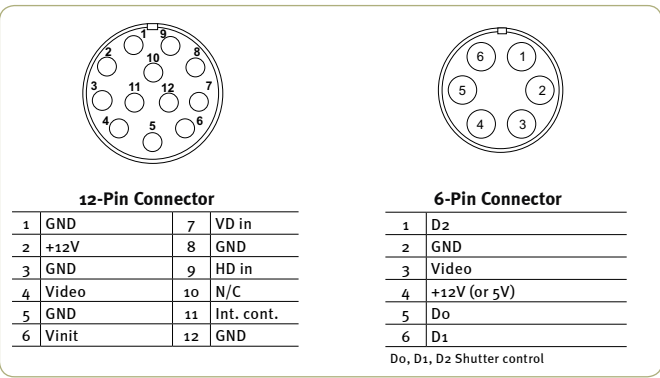 1 9
2 8
10
3 11 12 7
4 5 6
6 1
5 2
4 3
12-Pin Connector
1 GND 7 VD in
2 +12V 8 GND
3 GND 9 HD in
4 Video 10 N/C
5 GND 11 Int. cont.
6 Vinit 12 GND
6-Pin Connector
1 D2
2 GND
3 Video
4 +12V (or 5V)
5 D0
6 D1
D0, D1, D2 Shutter control